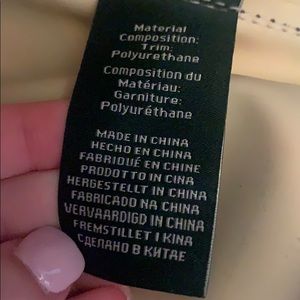 Material
Composition:
Trim:
Polyurethane
Composition du
Matériau:
Garniture:
Polyuréthane
MADE IN CHINA
HECHO EN CHINA
FABRIQUÉ EN CHINE
PRODOTTO IN CINA
HERGESTELLT IN CHINA
FABRICADO NA CHINA
VERVAARDIGD IN CHINA
FREMSTILLET I KINA
СДЕЛАНО В КИТАЕ